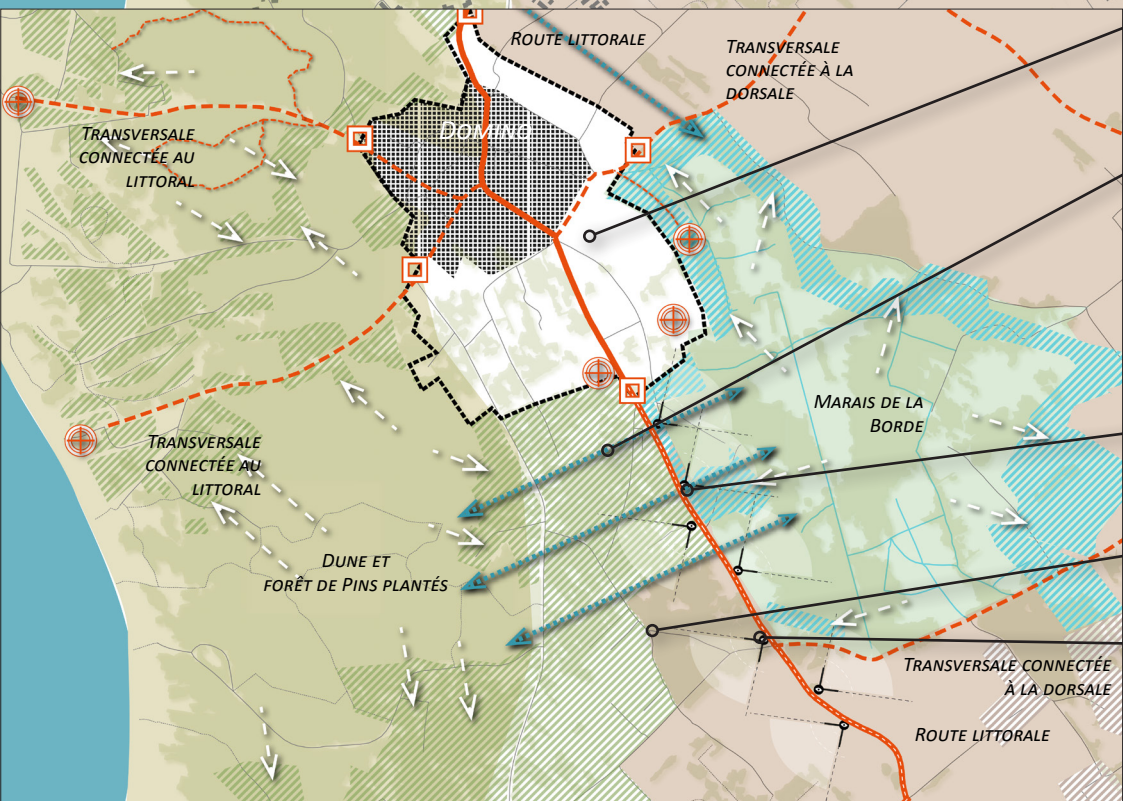 ROUTE LITTORALE
TRANSVERSALE
CONNECTÉE À LA
DORSALE
DOMINO
TRANSVERSALE
CONNECTÉE AU
LITTORAL
MARAIS DE LA
BORDE
TRANSVERSALE
CONNECTÉE AU
LITTORAL
DUNE ET
FORÊT DE PINS PLANTÉS
TRANSVERSALE CONNECTÉE
À LA DORSALE
ROUTE LITTORALE